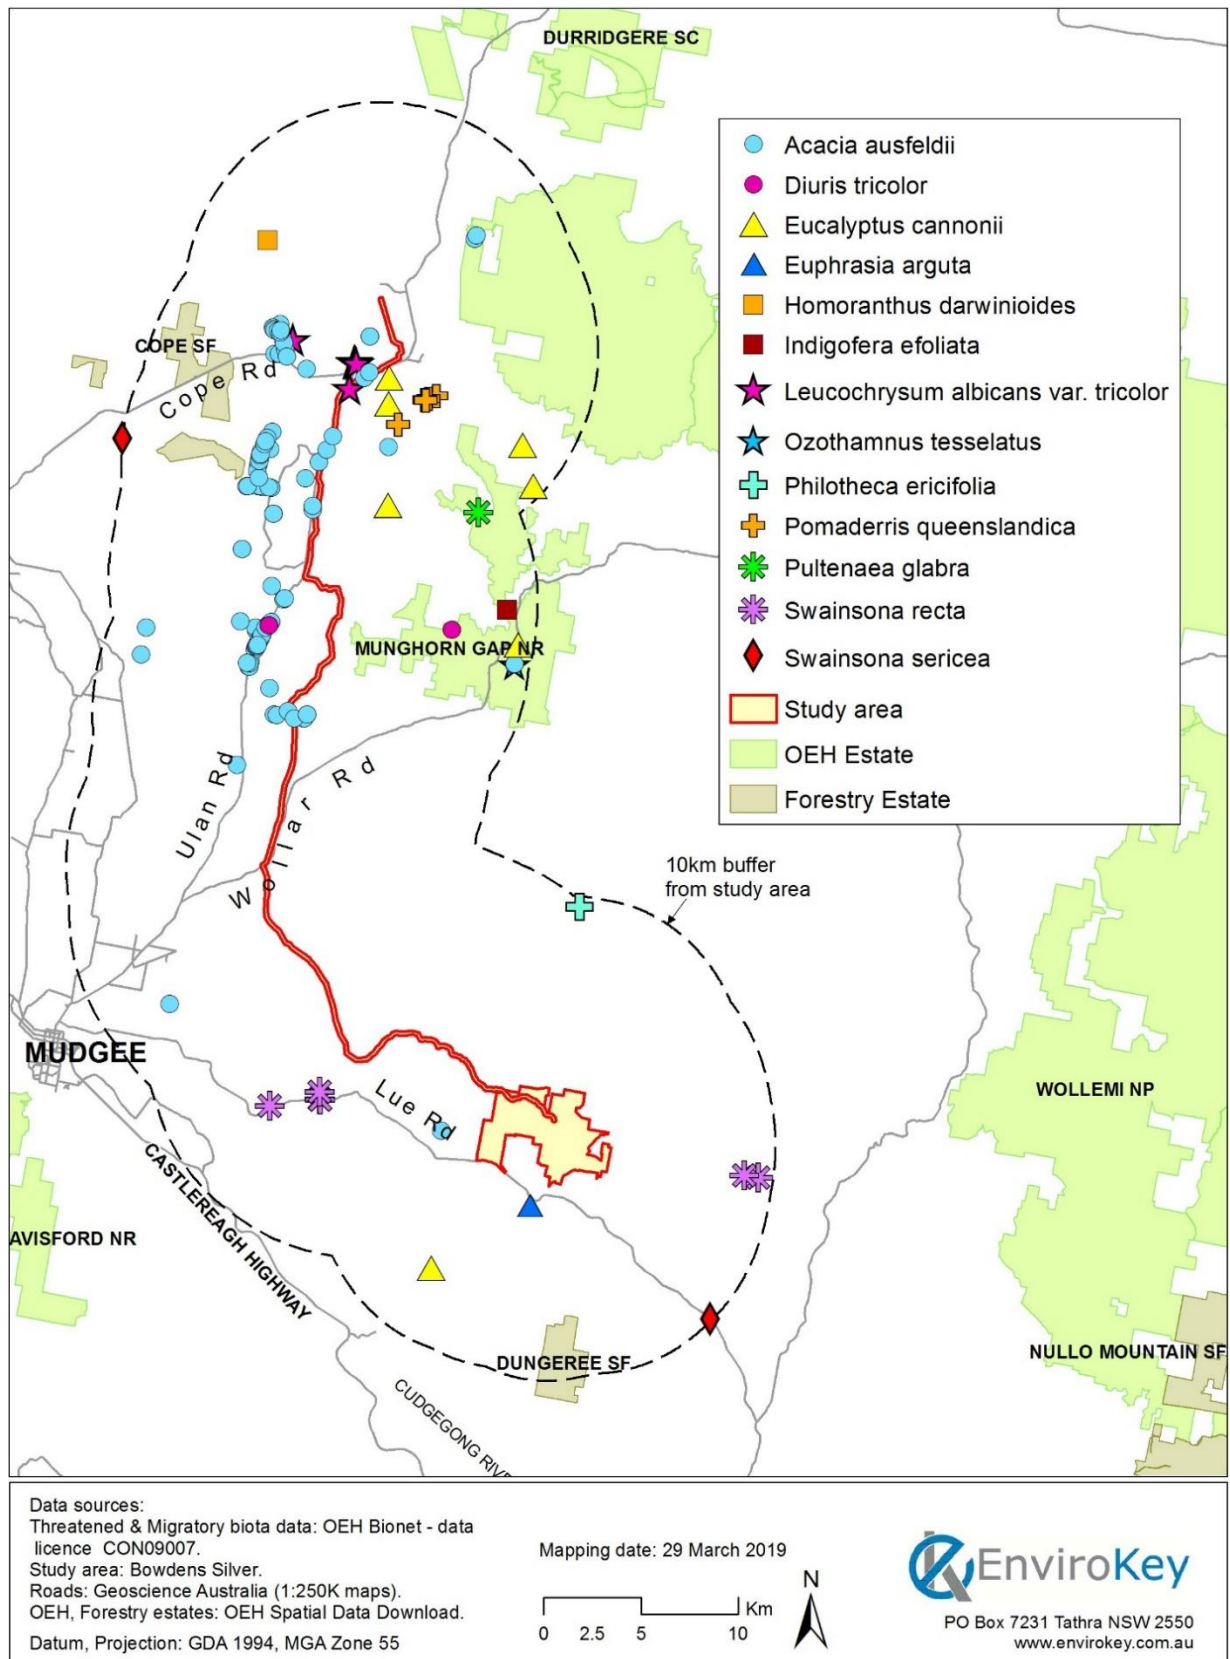 DURRIDGERE SC
Acacia ausfeldii
Diuris tricolor
Eucalyptus cannonii
Euphrasia arguta
Homoranthus darwinioides
Indigofera efoliata
Leucochrysum albicans var. tricolor
Ozothamnus tesselatus
Philotheca ericifolia
Pomaderris queenslandica
Pultenaea glabra
Swainsona recta
Swainsona sericea
Study area
OEH Estate
Forestry Estate
COPE SF
Cope Rd
MUNGHORN GAP NR
Ulan Rd
Wollar Rd
10km buffer
from study area
MUDGEE
Lue Rd
WOLLEMI NP
CASTLEREAGH HIGHWAY
AVISFORD NR
DUNGEREE SF
NULLO MOUNTAIN SF
CUDGEGONG RIVE
Data sources:
Threatened & Migratory biota data: OEH Bionet - data
licence CON09007.
Study area: Bowdens Silver.
Roads: Geoscience Australia (1:250K maps).
OEH, Forestry estates: OEH Spatial Data Download.
Datum, Projection: GDA 1994, MGA Zone 55
Mapping date: 29 March 2019
Km
0 2.5 5 10
N
EnviroKey
PO Box 7231 Tathra NSW 2550
www.envirokey.com.au